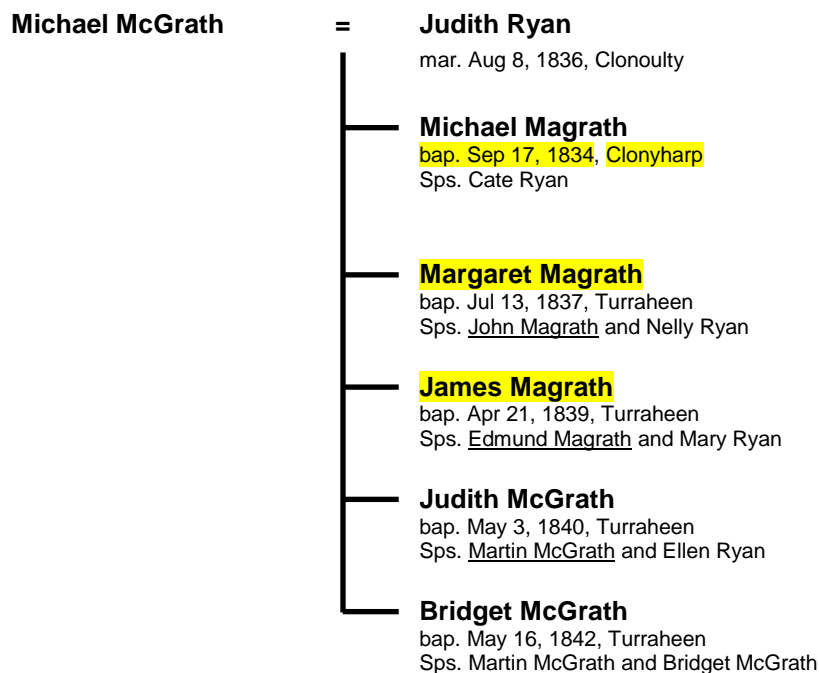 Michael McGrath = Judith Ryan
mar. Aug 8, 1836, Clonoulty
Michael Magrath
bap. Sep 17, 1834, Clonyharp
Sps. Cate Ryan
Margaret Magrath
bap. Jul 13, 1837, Turraheen
Sps. John Magrath and Nelly Ryan
James Magrath
bap. Apr 21, 1839, Turraheen
Sps. Edmund Magrath and Mary Ryan
Judith McGrath
bap. May 3, 1840, Turraheen
Sps. Martin McGrath and Ellen Ryan
Bridget McGrath
bap. May 16, 1842, Turraheen
Sps. Martin McGrath and Bridget McGrath